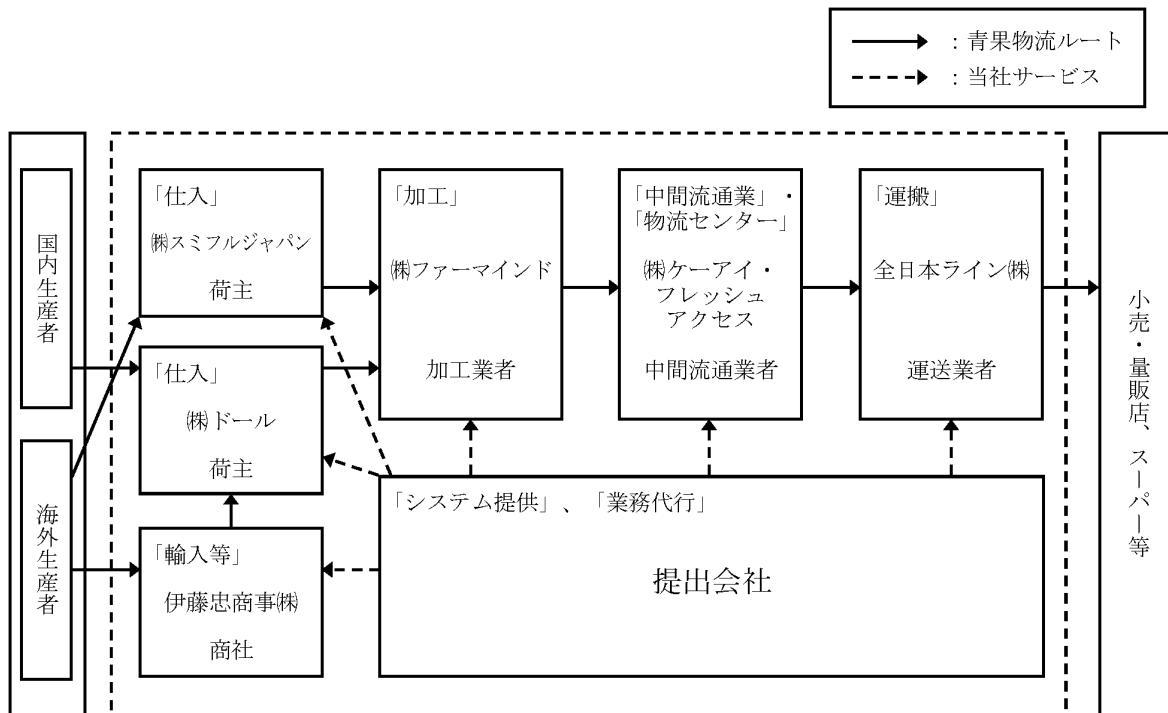 ：青果物流ルート
：当社サービス
国内生産者
海外生産者
「仕入」
㈱スミフルジャパン
荷主
「仕入」
㈱ドール
荷主
「輸入等」
伊藤忠商事㈱
商社
「加工」
㈱ファーマインド
加工業者
「中間流通業」・
「物流センター」
㈱ケーアイ・
フレッシュ
アクセス
中間流通業者
「運搬」
全日本ライン㈱
運送業者
「システム提供」、「業務代行」
提出会社
小売・量販店、スーパー等